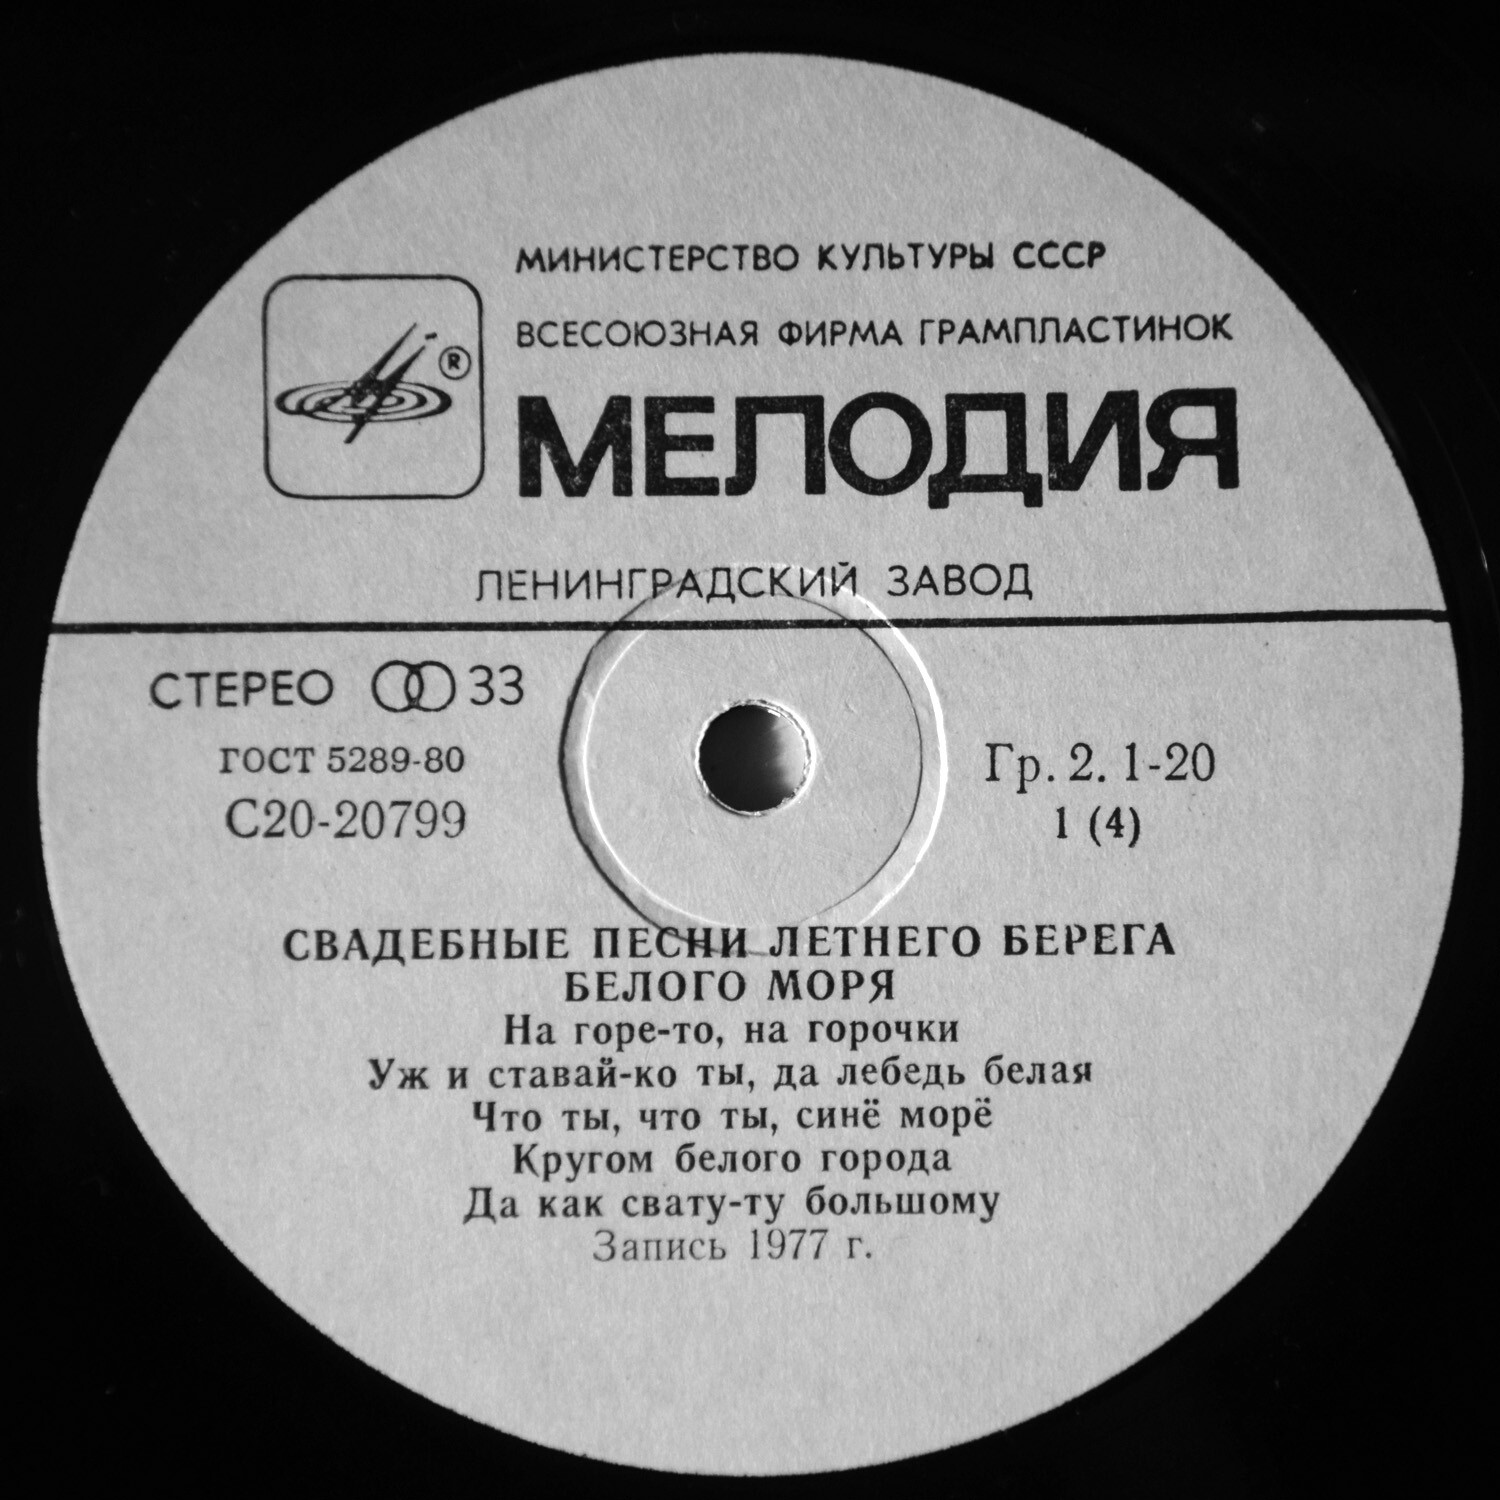 МИНИСТЕРСТВО КУЛЬТУРЫ СССР
ВСЕСОЮЗНАЯ ФИРМА ГРАМПЛАСТИНОК
®
МЕЛОДИЯ
ЛЕНИНГРАДСКИЙ ЗАВОД
СТЕРЕО 33
ГОСТ 5289-80
С20-20799
Гр. 2. 1-20
1 (4)
СВАДЕБНЫЕ ПЕСНИ ЛЕТНЕГО БЕРЕГА
БЕЛОГО МОРЯ
На горе-то, на горочки
Уж и ставай-ко ты, да лебедь белая
Что ты, что ты, синё морё
Кругом белого города
Да как свату-ту большому
Запись 1977 г.